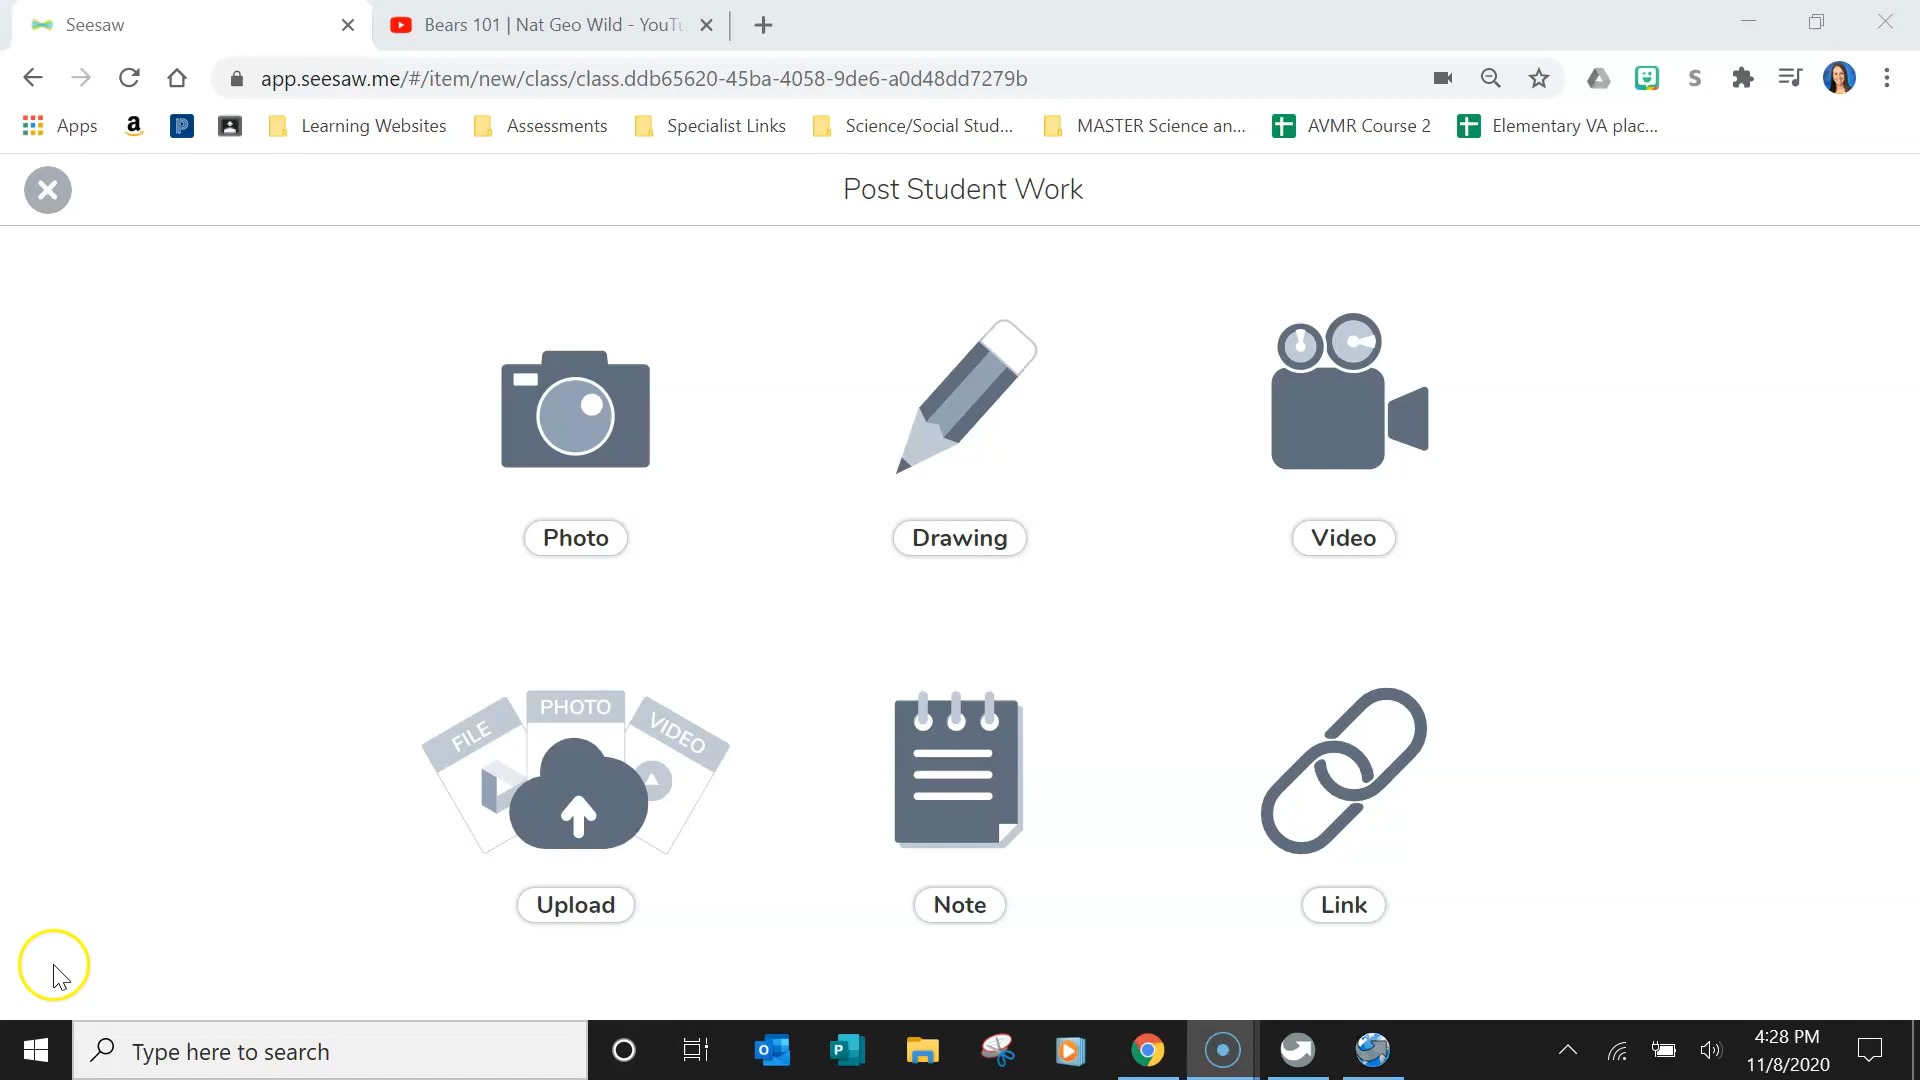 Seesaw
Bears 101 | Nat Geo Wild - YouTu
app.seesaw.me/#/item/new/class/class.ddb65620-45ba-4058-9de6-a0d48dd7279b
S
Apps
a
P
Learning Websites
Assessments
Specialist Links
Science/Social Stud...
MASTER Science an...
AVMR Course 2
Elementary VA plac...
Post Student Work
Photo
Drawing
Video
FILE
PHOTO
VIDEO
Upload
Note
Link
Type here to search
4:28 PM
11/8/2020